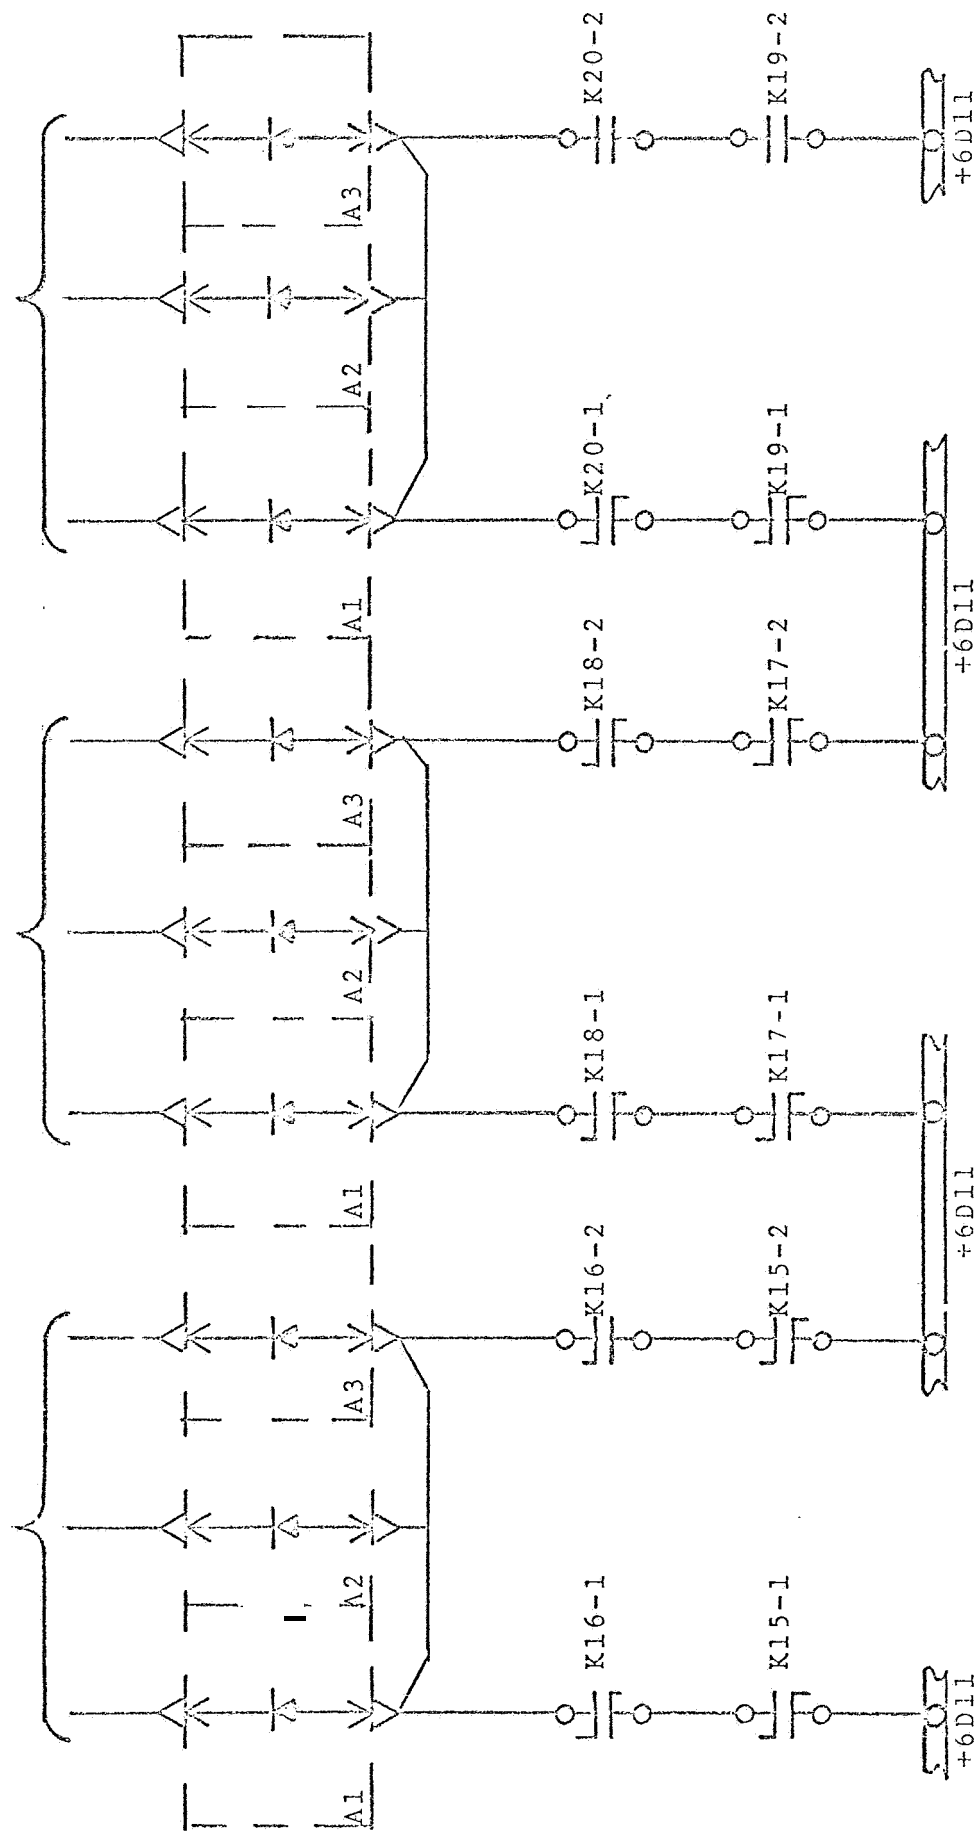 A1 A2 A3 A1 A2 A3 A1 A2 A3
K16-1 K16-2 K18-1 K18-2 K20-1 K20-2
K15-1 K15-2 K17-1 K17-2 K19-1 K19-2
+6D11 +6D11 +6D11 +6D11